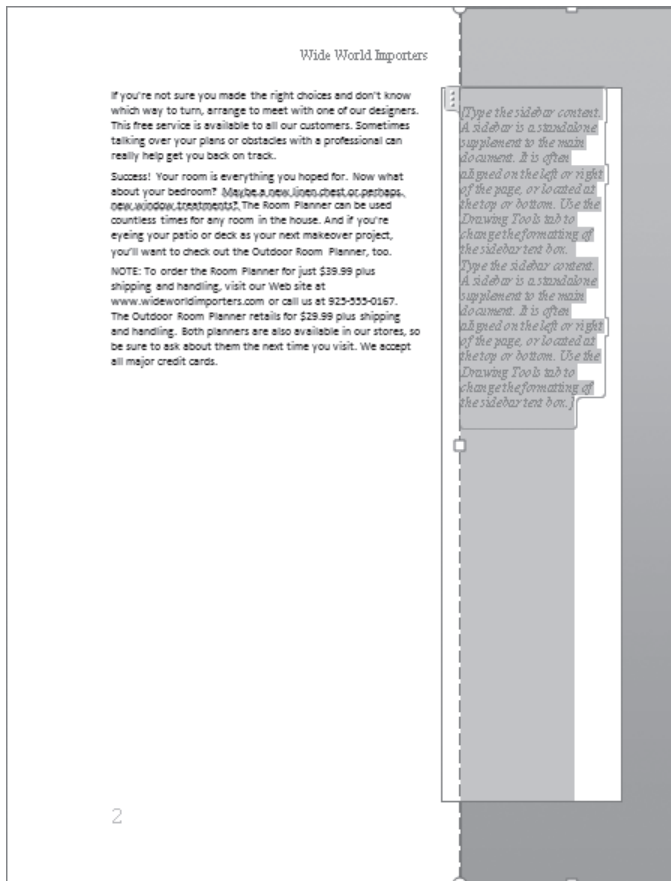 Wide World Importers
If you're not sure you made the right choices and don't know
which way to turn, arrange to meet with one of our designers.
This free service is available to all our customers. Sometimes
talking over your plans or obstacles with a professional can
really help get you back on track.
Success! Your room is everything you hoped for. Now what
about your bedroom? Maybe a new linen chest or perhaps
new window treatments? The Room Planner can be used
countless times for any room in the house. And if you're
eyeing your patio or deck as your next makeover project,
you'll want to check out the Outdoor Room Planner, too.
NOTE: To order the Room Planner for just $39.99 plus
shipping and handling, visit our Web site at
www.wideworldimporters.com or call us at 925-555-0167.
The Outdoor Room Planner retails for $29.99 plus shipping
and handling. Both planners are also available in our stores, so
be sure to ask about them the next time you visit. We accept
all major credit cards.
[Type the sidebar content.
A sidebar is a standalone
supplement to the main
document. It is often
aligned on the left or right
of the page, or located at
the top or bottom. Use the
Drawing Tools tab to
change the formatting of
the sidebar text box.
Type the sidebar content.
A sidebar is a standalone
supplement to the main
document. It is often
aligned on the left or right
of the page, or located at
the top or bottom. Use the
Drawing Tools tab to
change the formatting of
the sidebar text box.]
2